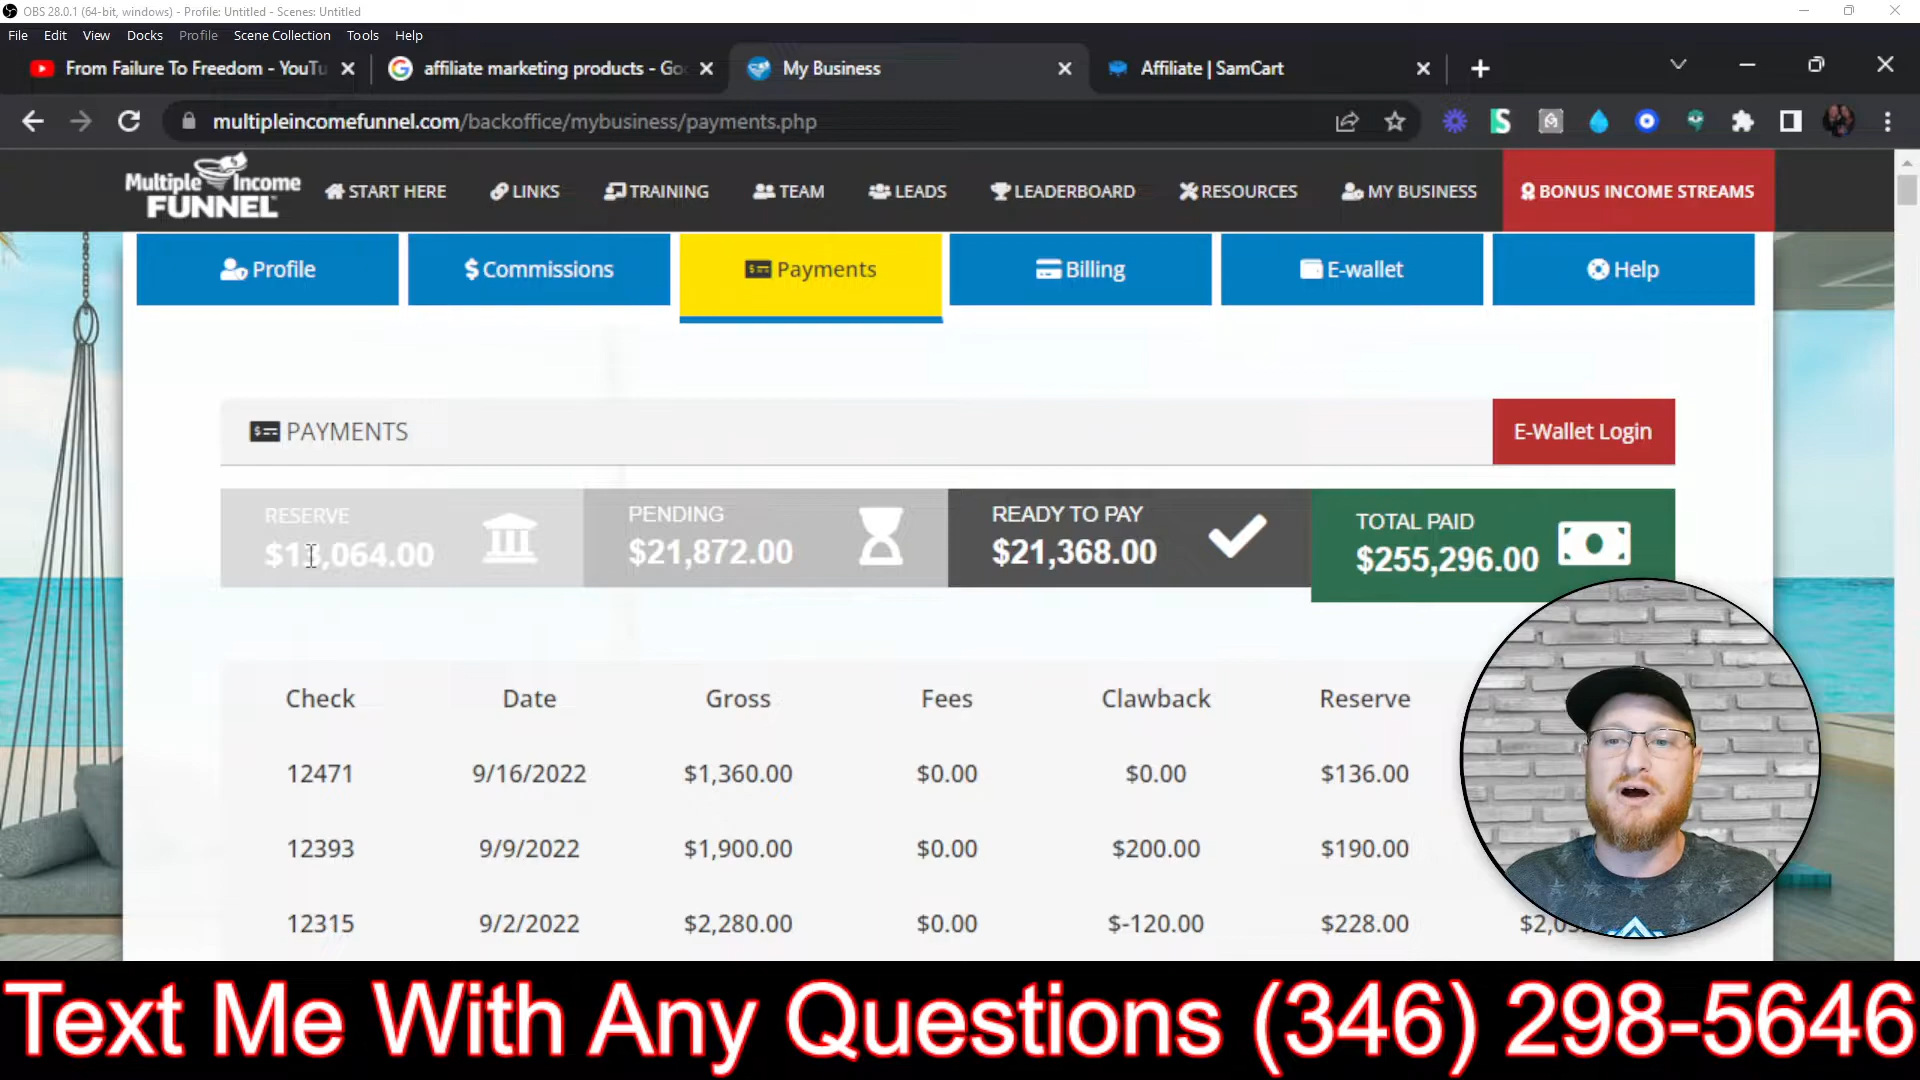 OBS 28.0.1 (64-bit, windows) - Profile: Untitled - Scenes: Untitled
File Edit View Docks Profile Scene Collection Tools Help
From Failure To Freedom - YouTu affiliate marketing products - Go My Business Affiliate | SamCart
multipleincomefunnel.com/backoffice/mybusiness/payments.php
Multiple Income
FUNNEL
START HERE LINKS TRAINING TEAM LEADS LEADERBOARD RESOURCES MY BUSINESS BONUS INCOME STREAMS
Profile $ Commissions Payments Billing E-wallet Help
PAYMENTS E-Wallet Login
RESERVE PENDING READY TO PAY TOTAL PAID
$13,064.00 $21,872.00 $21,368.00 $255,296.00
Check Date Gross Fees Clawback Reserve
12471 9/16/2022 $1,360.00 $0.00 $0.00 $136.00
12393 9/9/2022 $1,900.00 $0.00 $200.00 $190.00
12315 9/2/2022 $2,280.00 $0.00 $-120.00 $228.00
Text Me With Any Questions (346) 298-5646